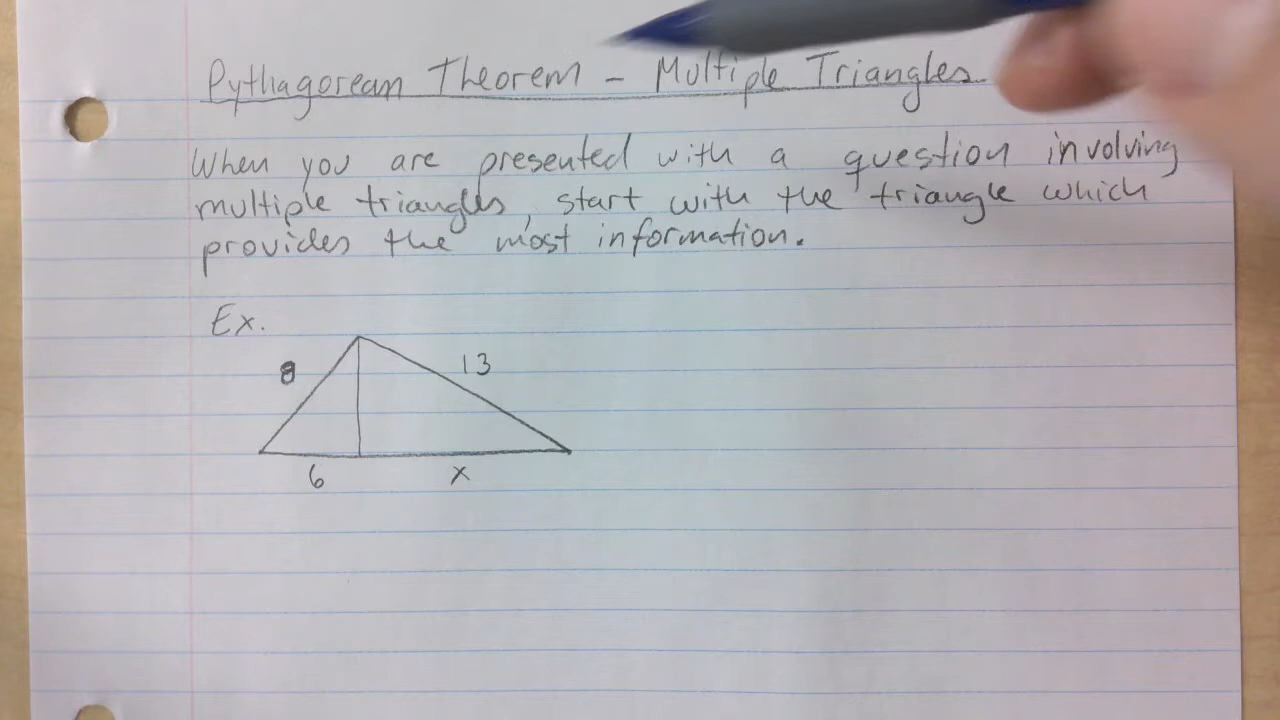 Pythagorean Theorem - Multiple Triangles
When you are presented with a question involving
multiple triangles, start with the triangle which
provides the most information.
Ex.
8
13
6
x